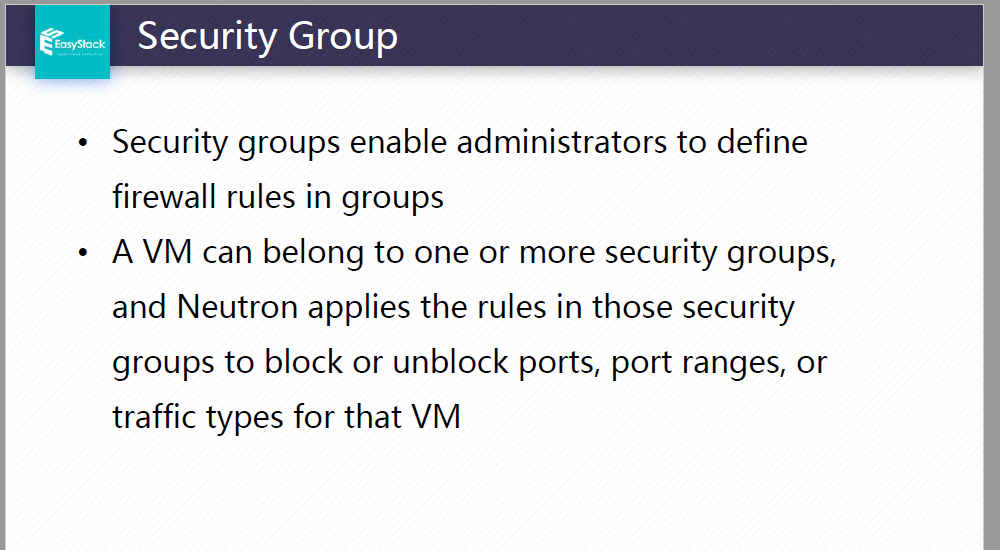 EasyStack
Security Group
• Security groups enable administrators to define
firewall rules in groups
• A VM can belong to one or more security groups,
and Neutron applies the rules in those security
groups to block or unblock ports, port ranges, or
traffic types for that VM